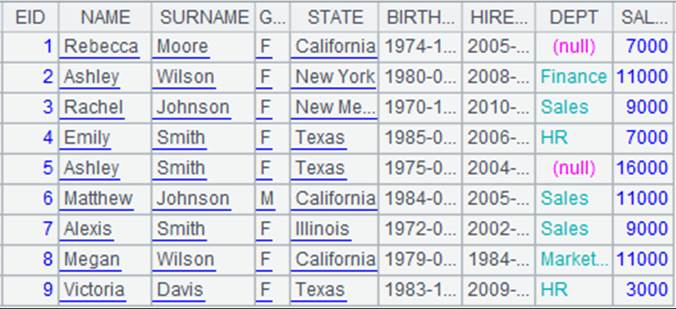 EID NAME SURNAME G... STATE BIRTH... HIRE... DEPT SAL...
1 Rebecca Moore F California 1974-1... 2005-... (null) 7000
2 Ashley Wilson F New York 1980-0... 2008-... Finance 11000
3 Rachel Johnson F New Me... 1970-1... 2010-... Sales 9000
4 Emily Smith F Texas 1985-0... 2006-... HR 7000
5 Ashley Smith F Texas 1975-0... 2004-... (null) 16000
6 Matthew Johnson M California 1984-0... 2005-... Sales 11000
7 Alexis Smith F Illinois 1972-0... 2002-... Sales 9000
8 Megan Wilson F California 1979-0... 1984-... Market... 11000
9 Victoria Davis F Texas 1983-1... 2009-... HR 3000